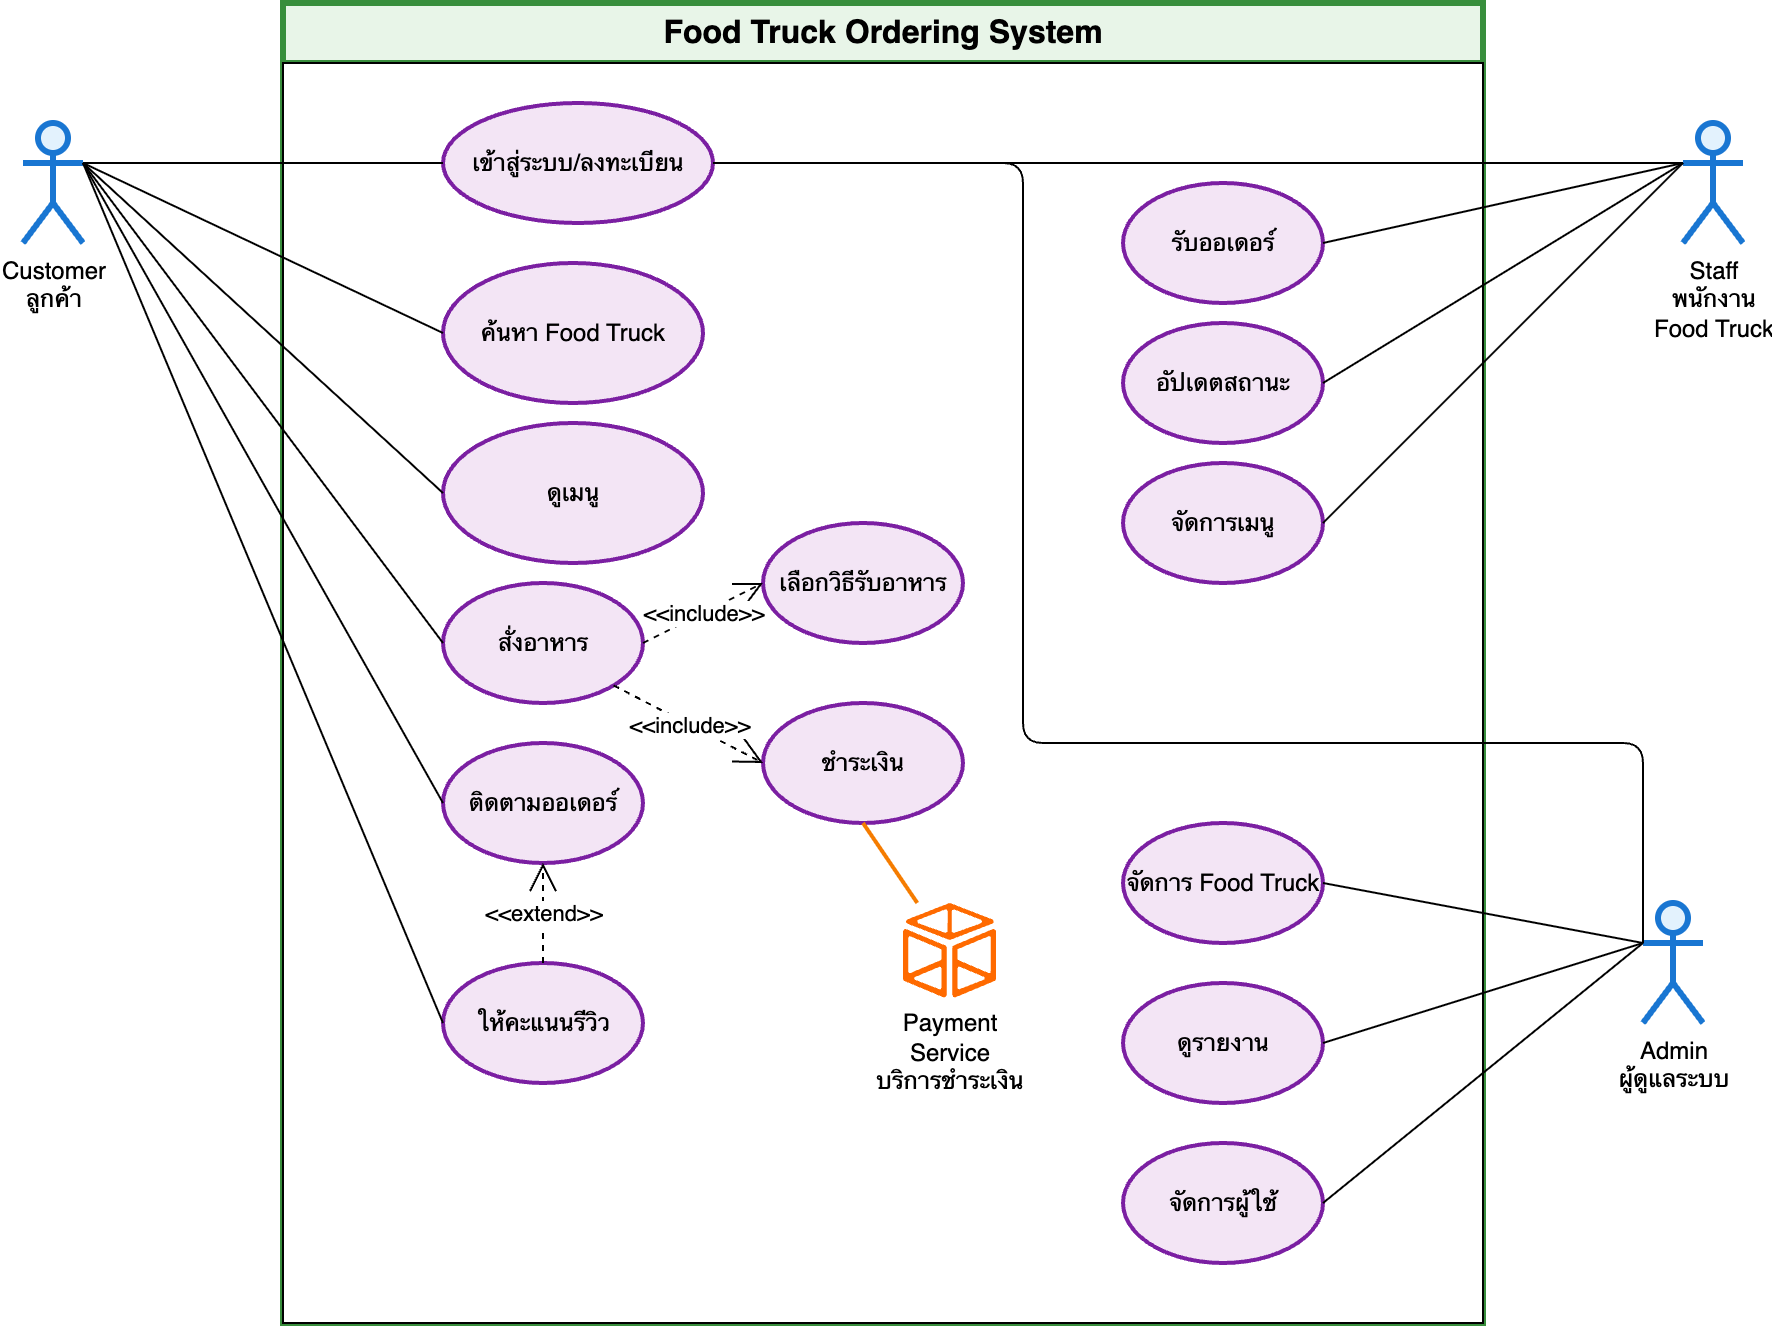 Food Truck Ordering System
Customer
ลูกค้า
เข้าสู่ระบบ/ลงทะเบียน
ค้นหา Food Truck
ดูเมนู
สั่งอาหาร
<<include>>
เลือกวิธีรับอาหาร
<<include>>
ชำระเงิน
ติดตามออเดอร์
<<extend>>
ให้คะแนนรีวิว
Payment
Service
บริการชำระเงิน
รับออเดอร์
อัปเดตสถานะ
จัดการเมนู
Staff
พนักงาน
Food Truck
จัดการ Food Truck
ดูรายงาน
จัดการผู้ใช้
Admin
ผู้ดูแลระบบ